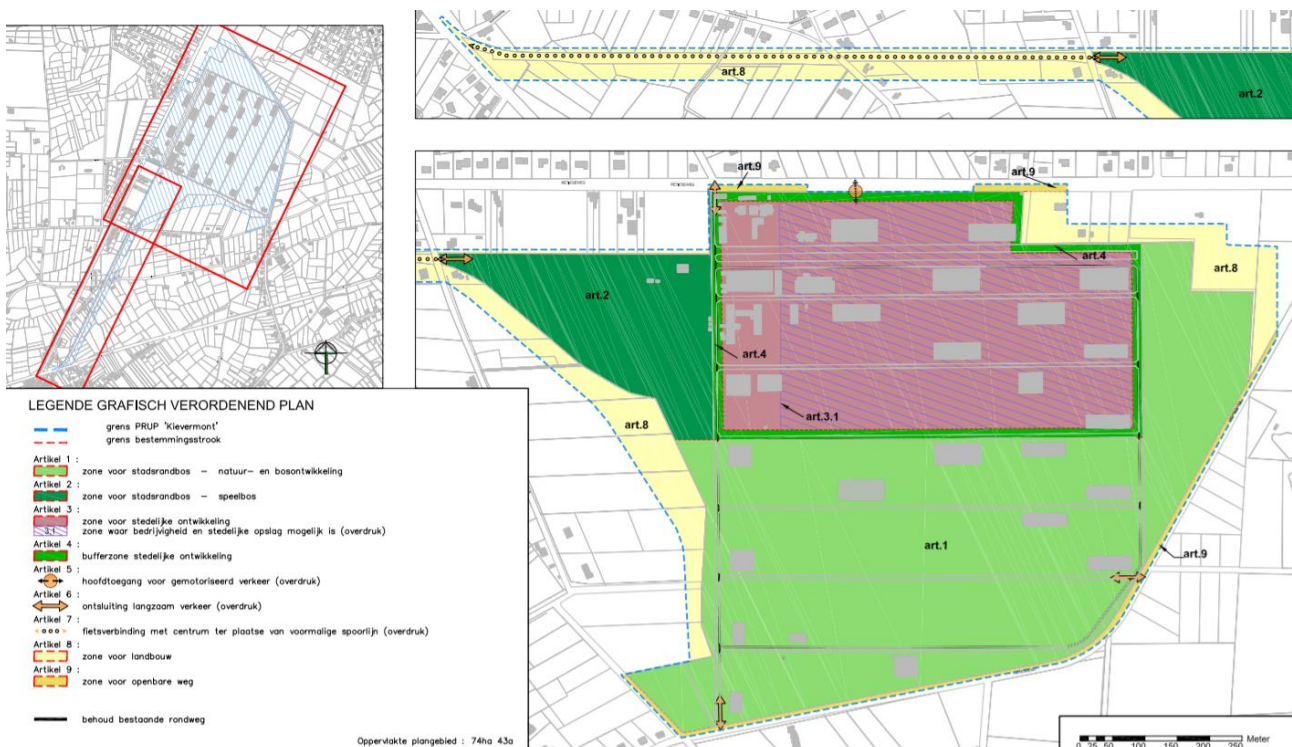 art.8
art.2
art.9
art.9
art.4
art.8
art.2
art.4
art.3.1
art.8
art.1
art.9
LEGENDE GRAFISCH VERORDENEND PLAN
grens PRUP 'Klevermont'
grens bestemmingsstrook
Artikel 1 :
zone voor stadsrandbos - natuur- en bosontwikkeling
Artikel 2 :
zone voor stadsrandbos - speelbos
Artikel 3 :
zone voor stedelijke ontwikkeling
3.1 zone waar bedrijvigheid en stedelijke opslag mogelijk is (overdruk)
Artikel 4 :
bufferzone stedelijke ontwikkeling
Artikel 5 :
hoofdtoegang voor gemotoriseerd verkeer (overdruk)
Artikel 6 :
ontsluiting langzaam verkeer (overdruk)
Artikel 7 :
fietsverbinding met centrum ter plaatse van voormalige spoorlijn (overdruk)
Artikel 8 :
zone voor landbouw
Artikel 9 :
zone voor openbare weg
behoud bestaande rondweg
Oppervlakte plangebied : 74ha 43a
0 25 50 100 150 200 250 Meter